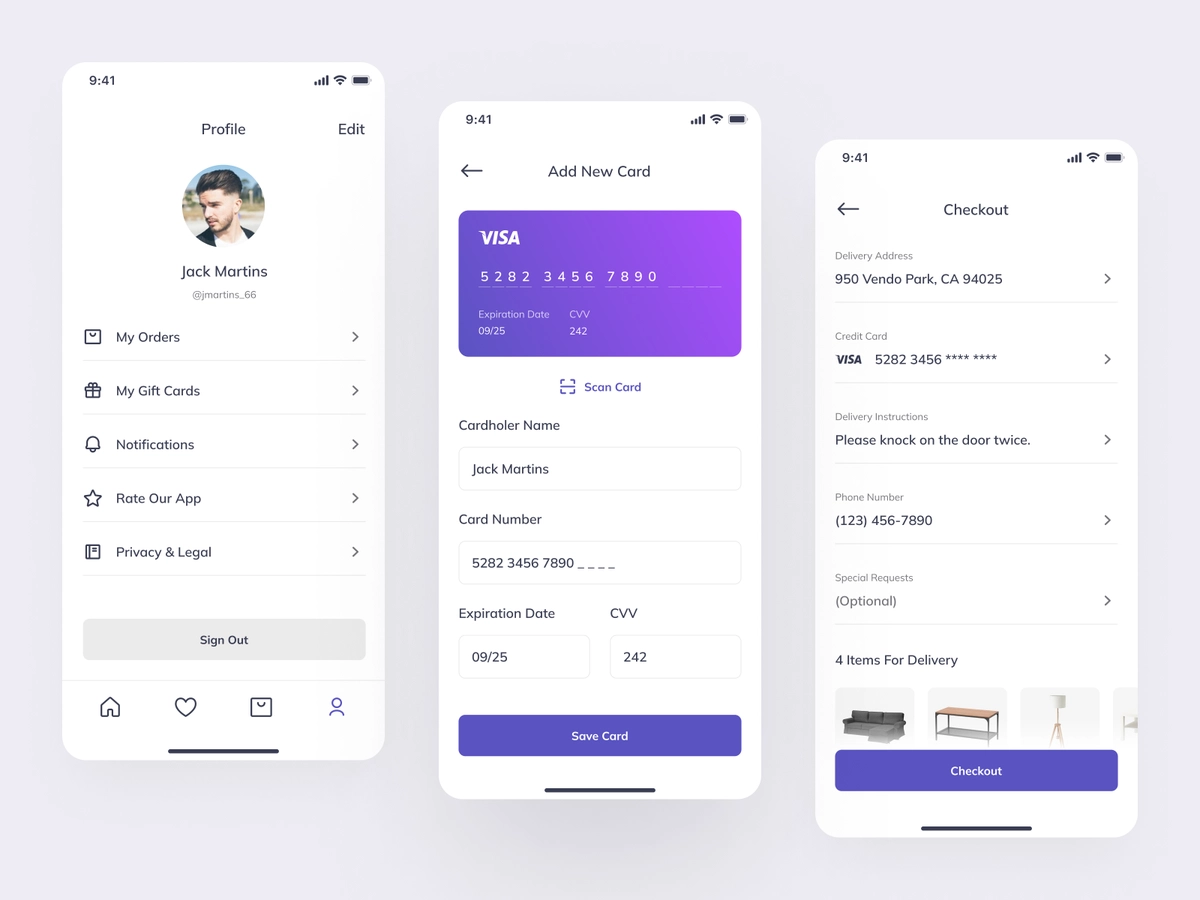 9:41
Profile
Edit
Jack Martins
@jmartins_66
My Orders
My Gift Cards
Notifications
Rate Our App
Privacy & Legal
Sign Out
9:41
Add New Card
VISA
5282 3456 7890 _ _ _ _
Expiration Date CVV
09/25 242
Scan Card
Cardholer Name
Jack Martins
Card Number
5282 3456 7890 _ _ _ _
Expiration Date CVV
09/25 242
Save Card
9:41
Checkout
Delivery Address
950 Vendo Park, CA 94025
Credit Card
VISA 5282 3456 **** ****
Delivery Instructions
Please knock on the door twice.
Phone Number
(123) 456-7890
Special Requests
(Optional)
4 Items For Delivery
Checkout